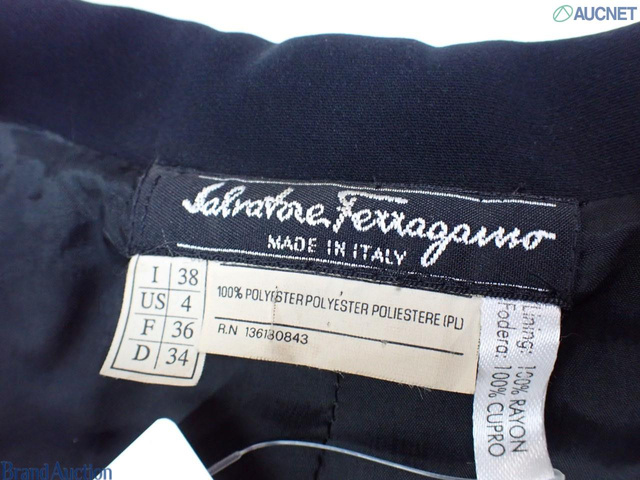 AUCNET
Salvatore Ferragamo
MADE IN ITALY
I 38
US 4
F 36
D 34
100% POLYESTER POLYESTER POLIESTERE (PL)
R.N 136130843
Lining: 100% RAYON
Fodera: 100% CUPRO
Brand Auction